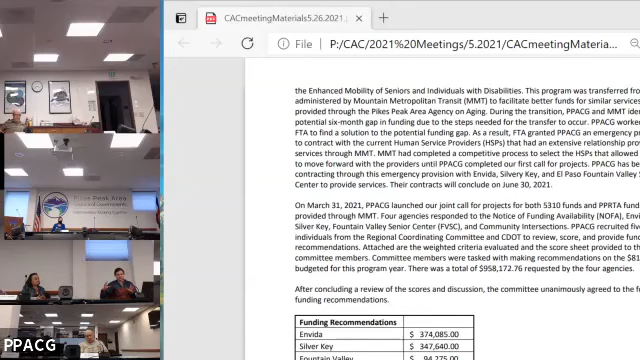 CACmeetingMaterials5.26.2021
File
P:/CAC/2021%20Meetings/5.2021/CACmeetingMateria...
the Enhanced Mobility of Seniors and Individuals with Disabilities. This program was transferred
administered by Mountain Metropolitan Transit (MMT) to facilitate better funds for similar services
provided through the Pikes Peak Area Agency on Aging. During the transition, PPACG and MMT
potential six-month gap in funding due to the steps needed for the transfer to occur. PPACG
FTA to find a solution to the potential funding gap. As a result, FTA granted PPACG an emergency
to contract with the current Human Service Providers (HSPs) that had an extensive relationship
services through MMT. MMT had completed a competitive process to select the HSPs that allowed
to move forward with the providers until PPACG completed our first call for projects. PPACG has
contracting through this emergency provision with Envida, Silvery Key, and El Paso Fountain Valley
Center to provide services. Their contracts will conclude on June 30, 2021.
On March 31, 2021, PPACG launched our joint call for projects for both 5310 funds and PPRTA
provided through MMT. Four agencies responded to the Notice of Funding Availability (NOFA),
Silver Key, Fountain Valley Senior Center (FVSC), and Community Intersections. PPACG recruited
individuals from the Regional Coordinating Committee and CDOT to review, score, and provide
recommendations. Attached are the weighted criteria evaluated and the score sheet provided to
committee members. Committee members were tasked with making recommendations on the
budgeted for this program year. There was a total of $958,172.76 requested by the four agencies.
After concluding a review of the scores and discussion, the committee unanimously agreed to the
funding recommendations.
Funding Recommendations
Envida $ 374,085.00
Silver Key $ 347,640.00
Fountain Valley $ 94,275.00
Pikes Peak Area
Council of Governments
PPACG